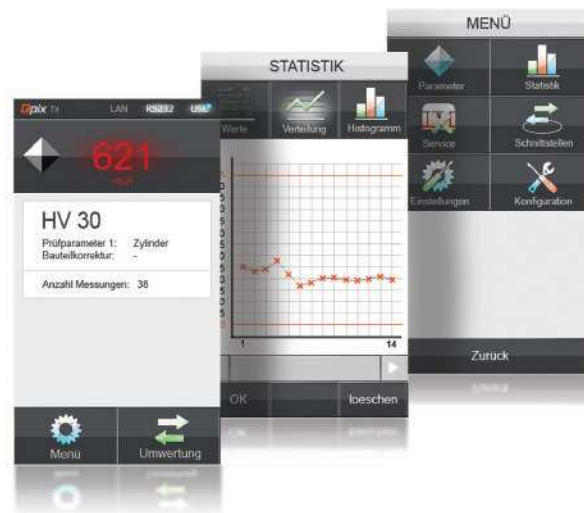 Qpix T4 LAN RS232 USB
621
HV 30
Prüfparameter 1: Zylinder
Bauteilkorrektur: -
Anzahl Messungen: 38
Menü
Umwertung
STATISTIK
Werte
Verteilung
Histogramm
1
14
OK
loeschen
MENÜ
Parameter
Statistik
Service
Schnittstellen
Einstellungen
Konfiguration
Zurück